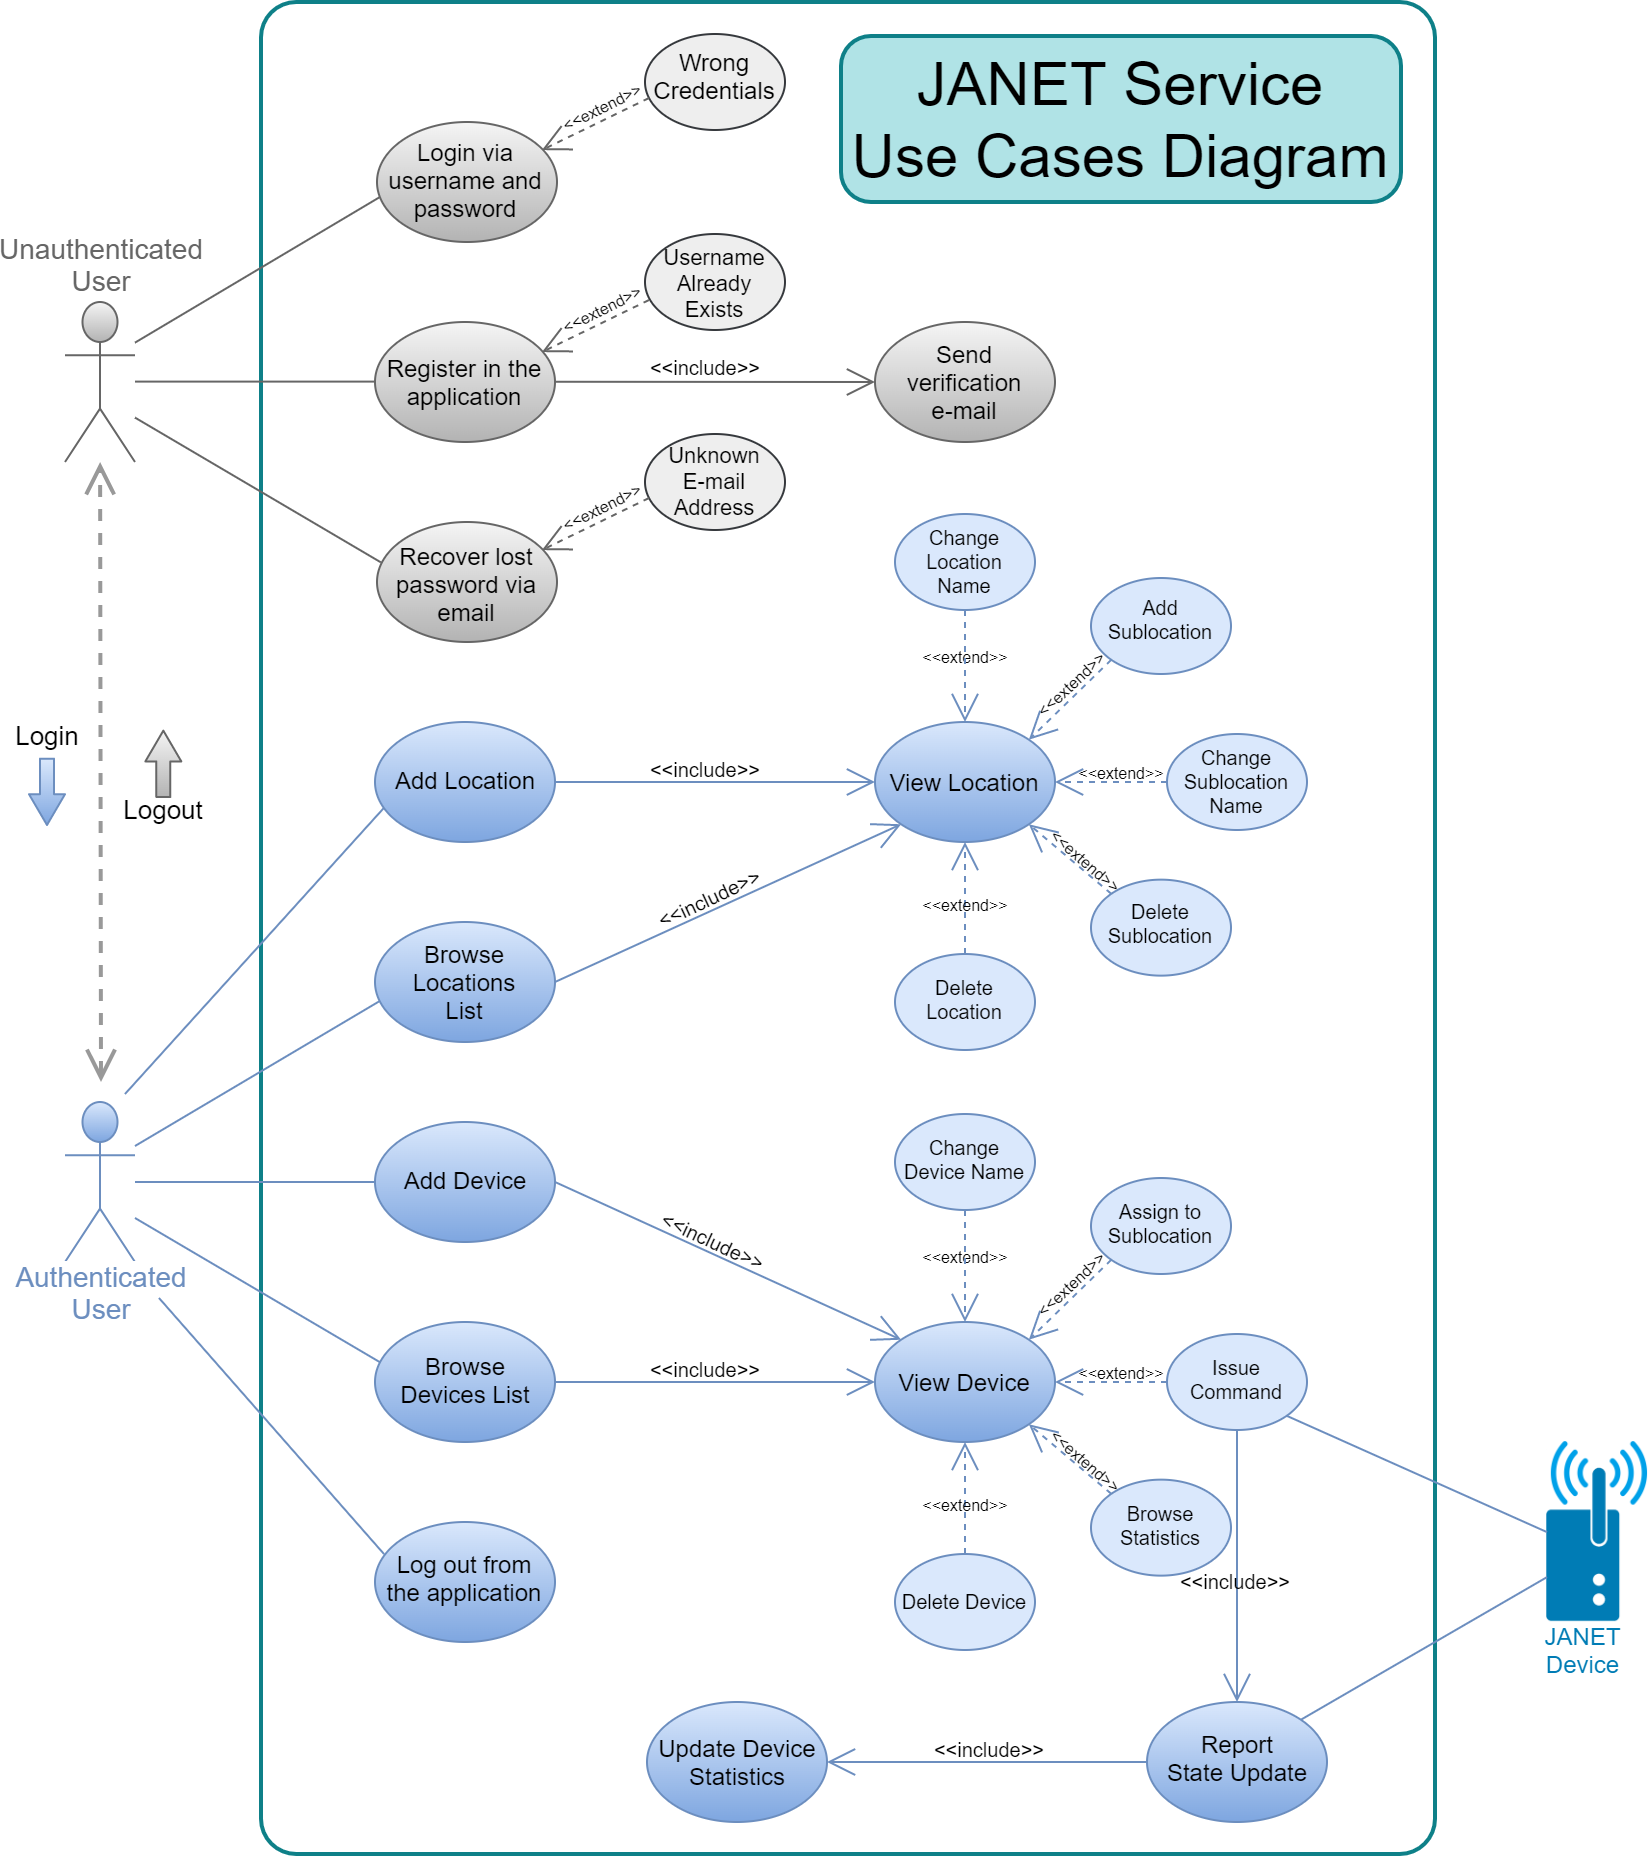 JANET Service
Use Cases Diagram
Wrong
Credentials
<<extend>>
Login via
username and
password
Unauthenticated
User
Username
Already
Exists
<<extend>>
Register in the
application
<<include>>
Send
verification
e-mail
Unknown
E-mail
Address
<<extend>>
Recover lost
password via
email
Change
Location
Name
<<extend>>
Add
Sublocation
<<extend>>
Login
Logout
Add Location
<<include>>
View Location
<<extend>>
Change
Sublocation
Name
<<extend>>
Delete
Sublocation
<<include>>
<<extend>>
Browse
Locations
List
Delete
Location
Change
Device Name
<<extend>>
Add Device
<<include>>
Assign to
Sublocation
<<extend>>
Authenticated
User
Browse
Devices List
<<include>>
View Device
<<extend>>
Issue
Command
<<extend>>
Browse
Statistics
<<extend>>
Delete Device
Log out from
the application
<<include>>
JANET
Device
Update Device
Statistics
<<include>>
Report
State Update